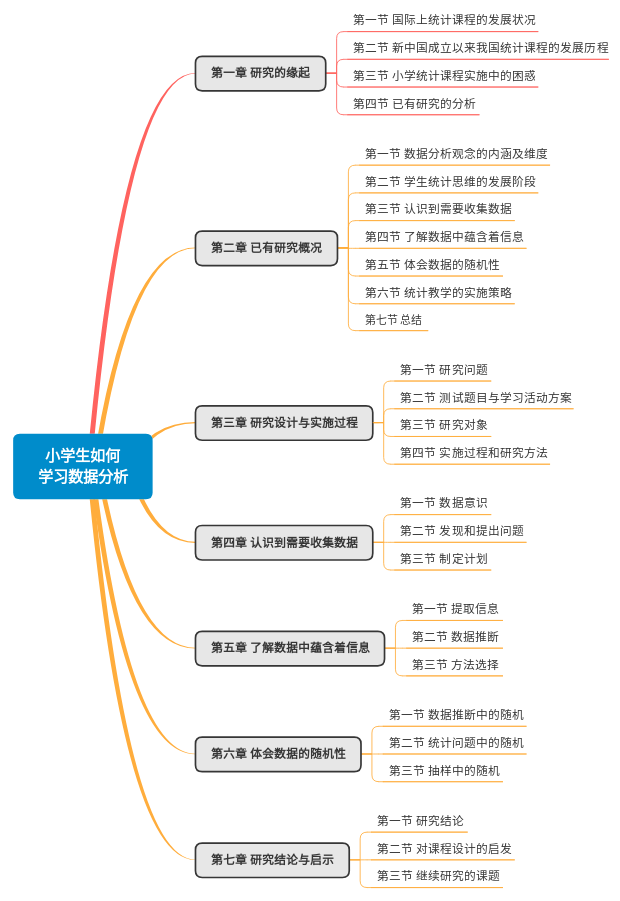 小学生如何
学习数据分析
第一章 研究的缘起
第一节 国际上统计课程的发展状况
第二节 新中国成立以来我国统计课程的发展历程
第三节 小学统计课程实施中的困惑
第四节 已有研究的分析
第二章 已有研究概况
第一节 数据分析观念的内涵及维度
第二节 学生统计思维的发展阶段
第三节 认识到需要收集数据
第四节 了解数据中蕴含着信息
第五节 体会数据的随机性
第六节 统计教学的实施策略
第七节 总结
第三章 研究设计与实施过程
第一节 研究问题
第二节 测试题目与学习活动方案
第三节 研究对象
第四节 实施过程和研究方法
第四章 认识到需要收集数据
第一节 数据意识
第二节 发现和提出问题
第三节 制定计划
第五章 了解数据中蕴含着信息
第一节 提取信息
第二节 数据推断
第三节 方法选择
第六章 体会数据的随机性
第一节 数据推断中的随机
第二节 统计问题中的随机
第三节 抽样中的随机
第七章 研究结论与启示
第一节 研究结论
第二节 对课程设计的启发
第三节 继续研究的课题